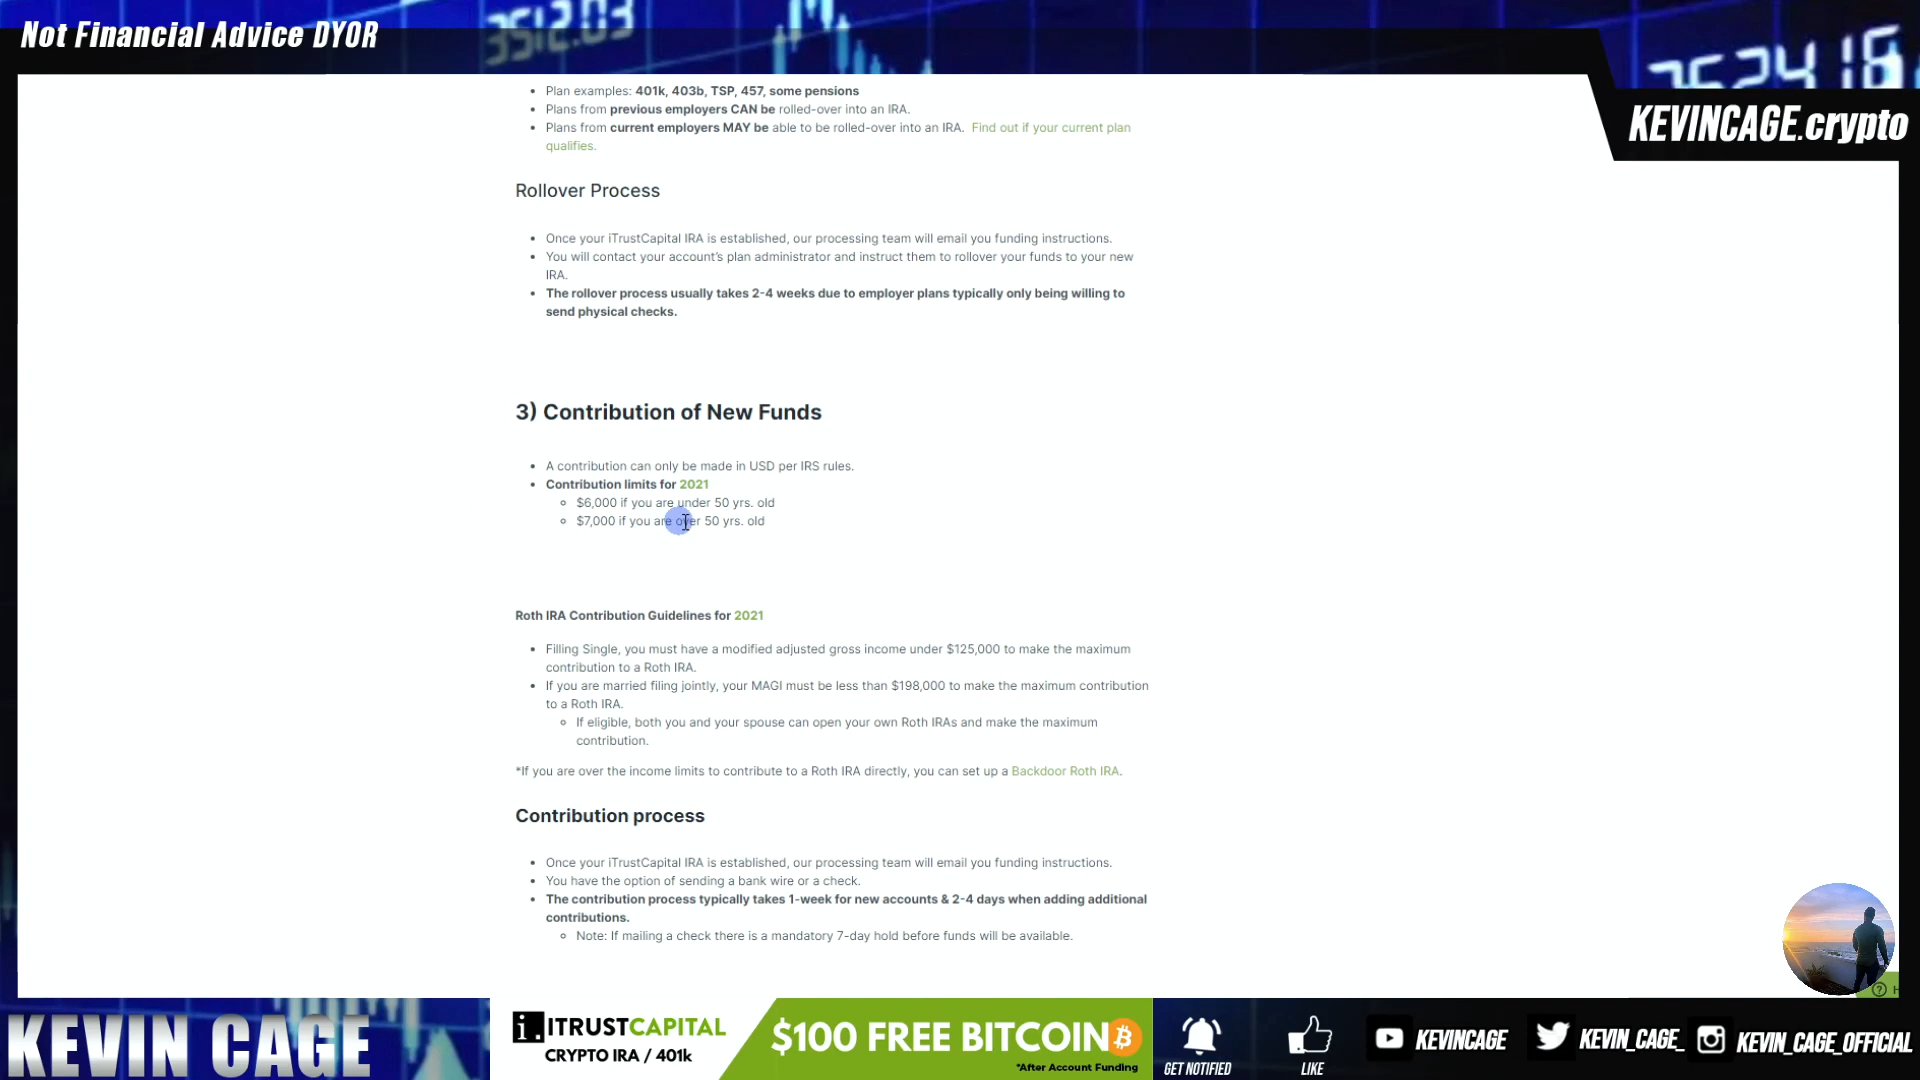 Not Financial Advice DYOR
3512.03
KEVINCAGE.crypto
• Plan examples: 401k, 403b, TSP, 457, some pensions
• Plans from previous employers CAN be rolled-over into an IRA.
• Plans from current employers MAY be able to be rolled-over into an IRA. Find out if your current plan
qualifies.
Rollover Process
• Once your iTrustCapital IRA is established, our processing team will email you funding instructions.
• You will contact your account's plan administrator and instruct them to rollover your funds to your new
IRA.
• The rollover process usually takes 2-4 weeks due to employer plans typically only being willing to
send physical checks.
3) Contribution of New Funds
• A contribution can only be made in USD per IRS rules.
• Contribution limits for 2021
○ $6,000 if you are under 50 yrs. old
○ $7,000 if you are over 50 yrs. old
Roth IRA Contribution Guidelines for 2021
• Filling Single, you must have a modified adjusted gross income under $125,000 to make the maximum
contribution to a Roth IRA.
• If you are married filing jointly, your MAGI must be less than $198,000 to make the maximum contribution
to a Roth IRA.
○ If eligible, both you and your spouse can open your own Roth IRAs and make the maximum
contribution.
*If you are over the income limits to contribute to a Roth IRA directly, you can set up a Backdoor Roth IRA.
Contribution process
• Once your iTrustCapital IRA is established, our processing team will email you funding instructions.
• You have the option of sending a bank wire or a check.
• The contribution process typically takes 1-week for new accounts & 2-4 days when adding additional
contributions.
○ Note: If mailing a check there is a mandatory 7-day hold before funds will be available.
KEVIN CAGE
i. ITRUSTCAPITAL
CRYPTO IRA / 401k
$100 FREE BITCOIN
*After Account Funding
GET NOTIFIED
LIKE
KEVINCAGE
KEVIN_CAGE_
KEVIN_CAGE_OFFICIAL